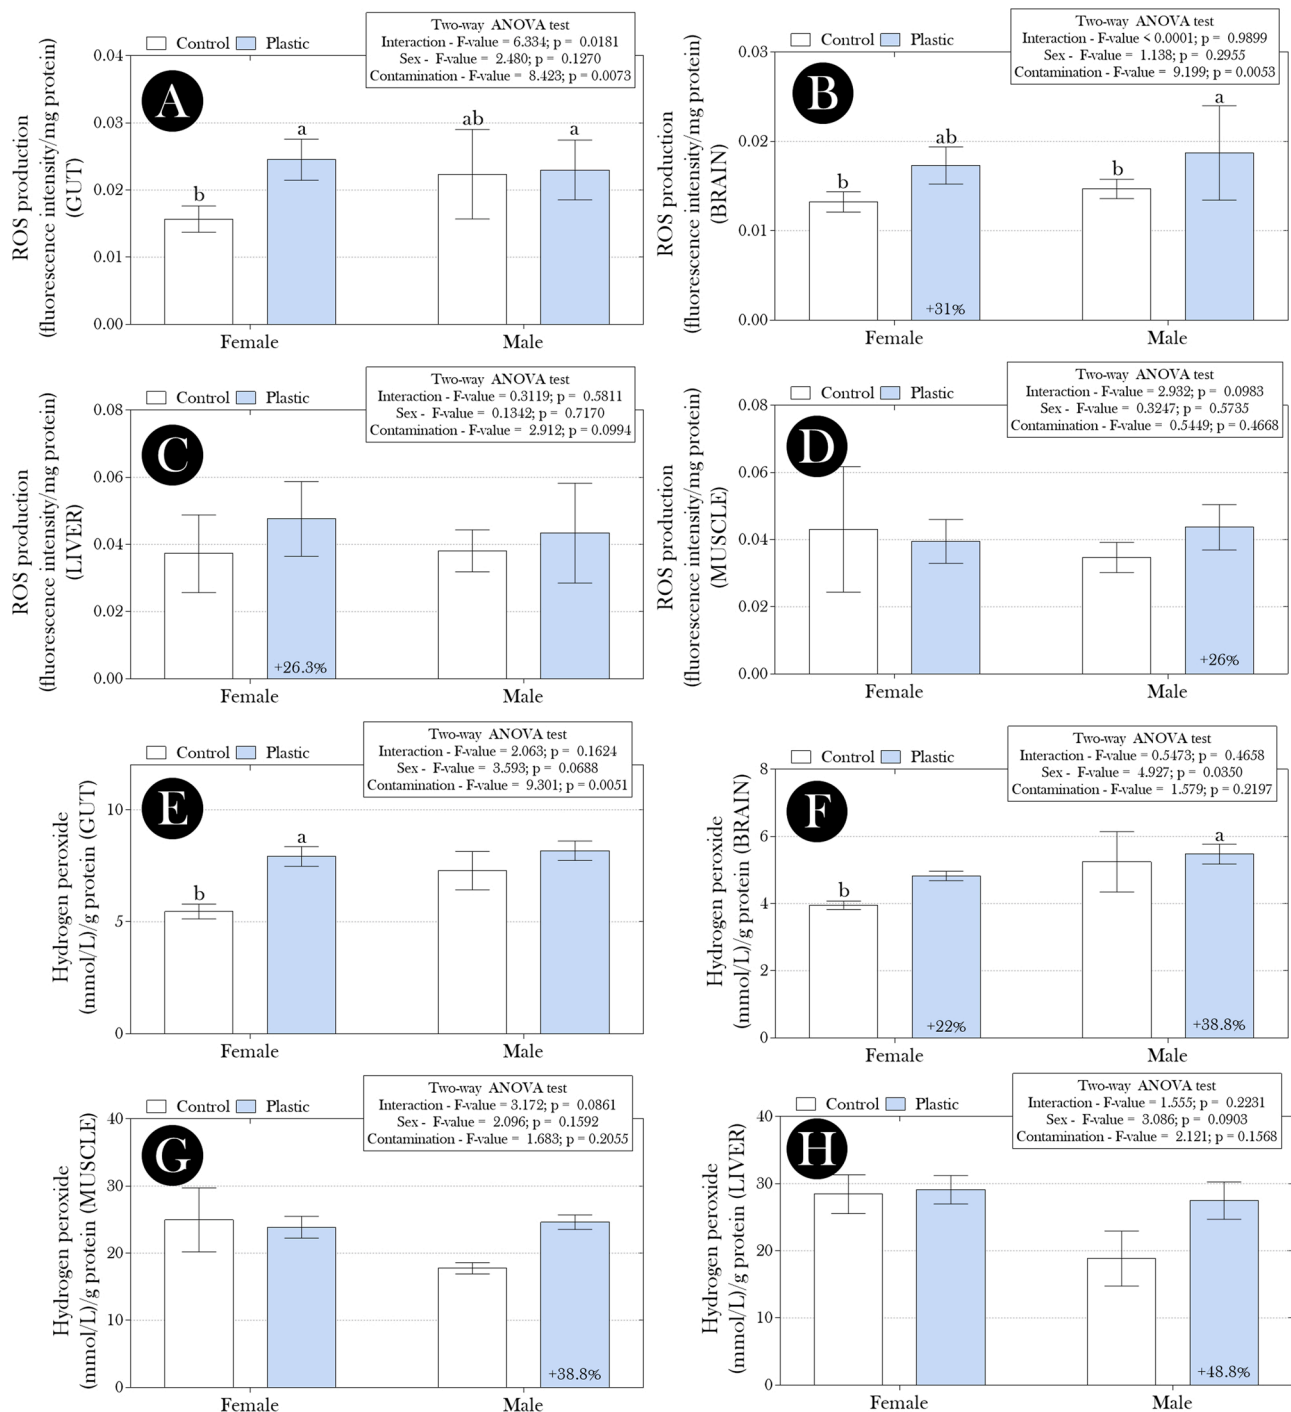 Control Plastic
Two-way ANOVA test
Interaction - F-value = 6.334; p = 0.0181
Sex - F-value = 2.480; p = 0.1270
Contamination - F-value = 8.423; p = 0.0073
A
ROS production
(fluorescence intensity/mg protein)
(GUT)
0.04
0.03
0.02
0.01
0.00
b
a
ab
a
Female
Male
Control Plastic
Two-way ANOVA test
Interaction - F-value < 0.0001; p = 0.9899
Sex - F-value = 1.138; p = 0.2955
Contamination - F-value = 9.199; p = 0.0053
B
ROS production
(fluorescence intensity/mg protein)
(BRAIN)
0.03
0.02
0.01
0.00
b
ab
b
a
+31%
Female
Male
Control Plastic
Two-way ANOVA test
Interaction - F-value = 0.3119; p = 0.5811
Sex - F-value = 0.1342; p = 0.7170
Contamination - F-value = 2.912; p = 0.0994
C
ROS production
(fluorescence intensity/mg protein)
(LIVER)
0.08
0.06
0.04
0.02
0.00
+26.3%
Female
Male
Control Plastic
Two-way ANOVA test
Interaction - F-value = 2.932; p = 0.0983
Sex - F-value = 0.3247; p = 0.5735
Contamination - F-value = 0.5449; p = 0.4668
D
ROS production
(fluorescence intensity/mg protein)
(MUSCLE)
0.08
0.06
0.04
0.02
0.00
+26%
Female
Male
Control Plastic
Two-way ANOVA test
Interaction - F-value = 2.063; p = 0.1624
Sex - F-value = 3.593; p = 0.0688
Contamination - F-value = 9.301; p = 0.0051
E
Hydrogen peroxide
(mmol/L)/g protein (GUT)
10
5
0
b
a
Female
Male
Control Plastic
Two-way ANOVA test
Interaction - F-value = 0.5473; p = 0.4658
Sex - F-value = 4.927; p = 0.0350
Contamination - F-value = 1.579; p = 0.2197
F
Hydrogen peroxide
(mmol/L)/g protein (BRAIN)
8
6
4
2
0
b
a
+22%
+38.8%
Female
Male
Control Plastic
Two-way ANOVA test
Interaction - F-value = 3.172; p = 0.0861
Sex - F-value = 2.096; p = 0.1592
Contamination - F-value = 1.683; p = 0.2055
G
Hydrogen peroxide
(mmol/L)/g protein (MUSCLE)
40
30
20
10
0
+38.8%
Female
Male
Control Plastic
Two-way ANOVA test
Interaction - F-value = 1.555; p = 0.2231
Sex - F-value = 3.086; p = 0.0903
Contamination - F-value = 2.121; p = 0.1568
H
Hydrogen peroxide
(mmol/L)/g protein (LIVER)
40
30
20
10
0
+48.8%
Female
Male